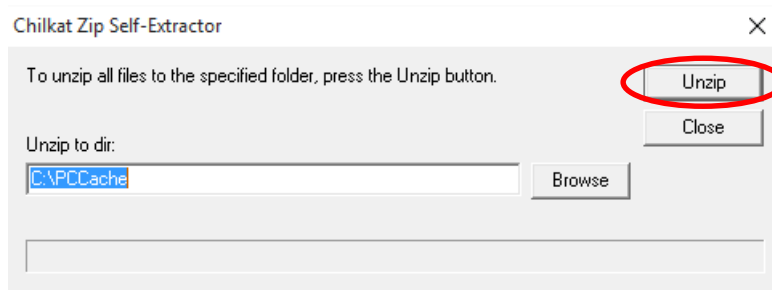 Chilkat Zip Self-Extractor
To unzip all files to the specified folder, press the Unzip button.
Unzip
Close
Unzip to dir:
C:\PCCache
Browse